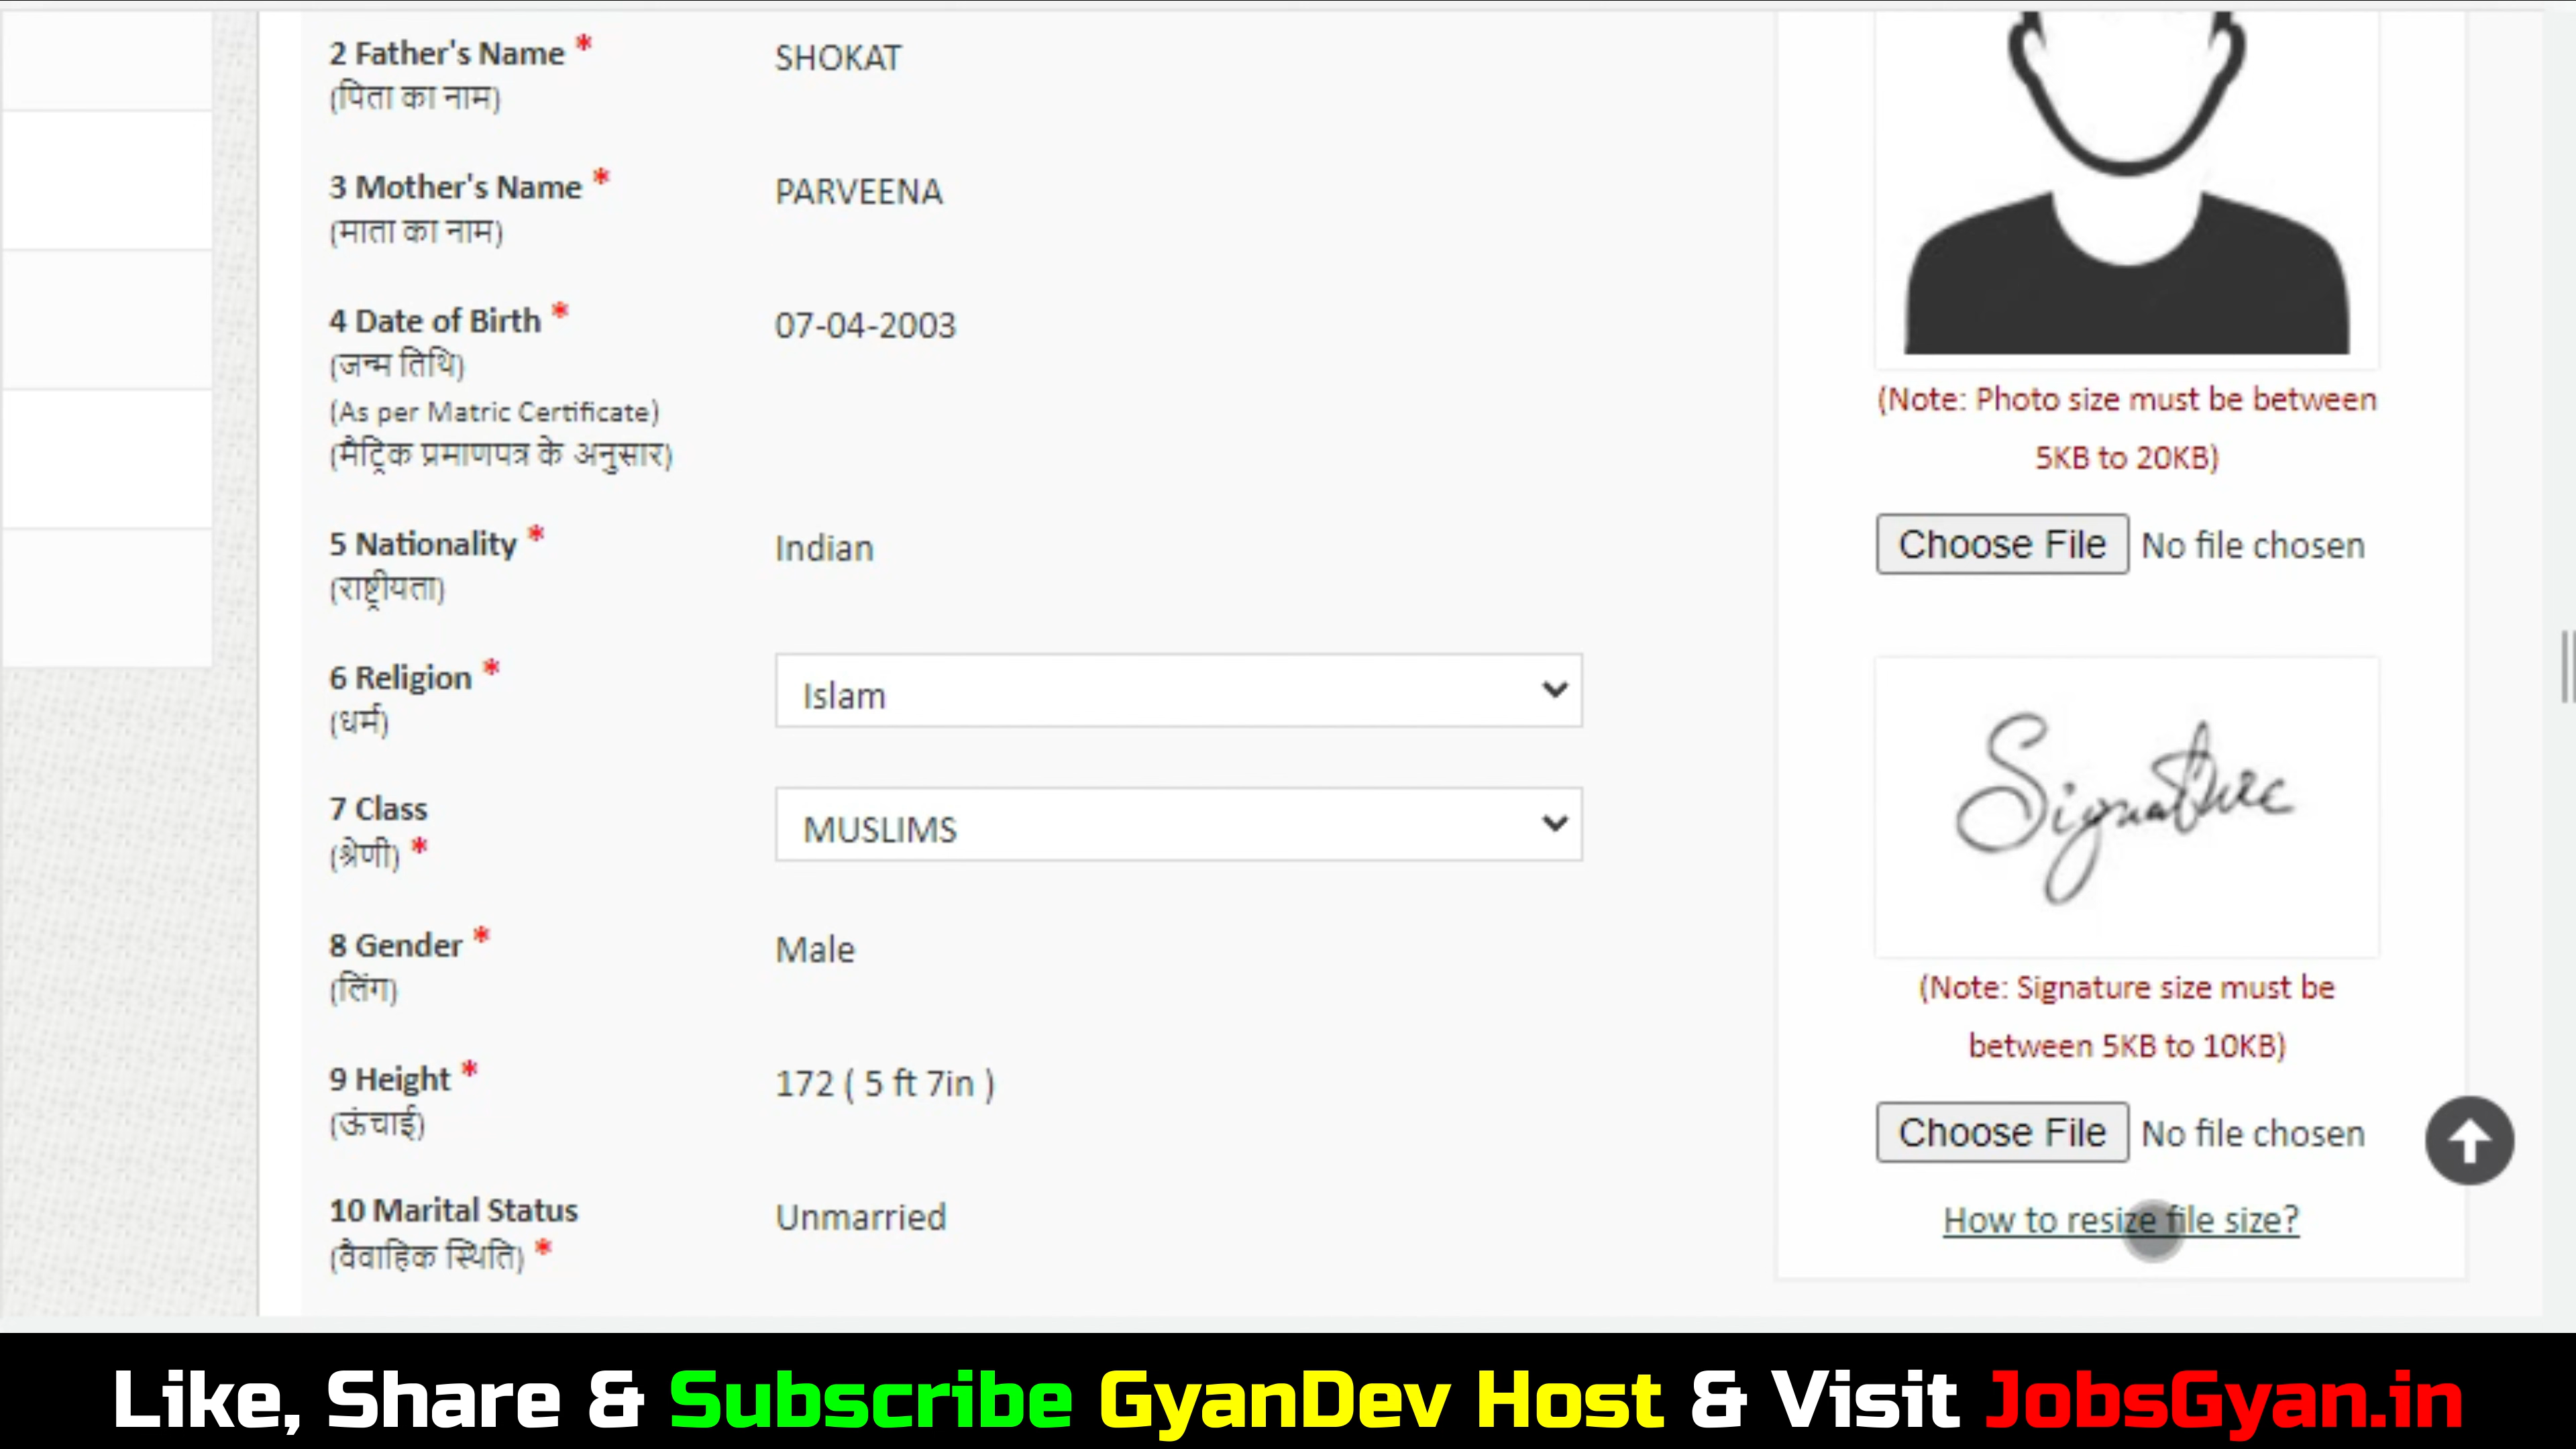 2 Father's Name * SHOKAT
(पिता का नाम)
3 Mother's Name * PARVEENA
(माता का नाम)
4 Date of Birth * 07-04-2003
(जन्म तिथि)
(As per Matric Certificate)
(मैट्रिक प्रमाणपत्र के अनुसार)
5 Nationality * Indian
(राष्ट्रीयता)
6 Religion * Islam
(धर्म)
7 Class MUSLIMS
(श्रेणी) *
8 Gender * Male
(लिंग)
9 Height * 172 ( 5 ft 7in )
(ऊंचाई)
10 Marital Status Unmarried
(वैवाहिक स्थिति) *
(Note: Photo size must be between
5KB to 20KB)
Choose File No file chosen
Signature
(Note: Signature size must be
between 5KB to 10KB)
Choose File No file chosen
How to resize file size?
Like, Share & Subscribe GyanDev Host & Visit JobsGyan.in